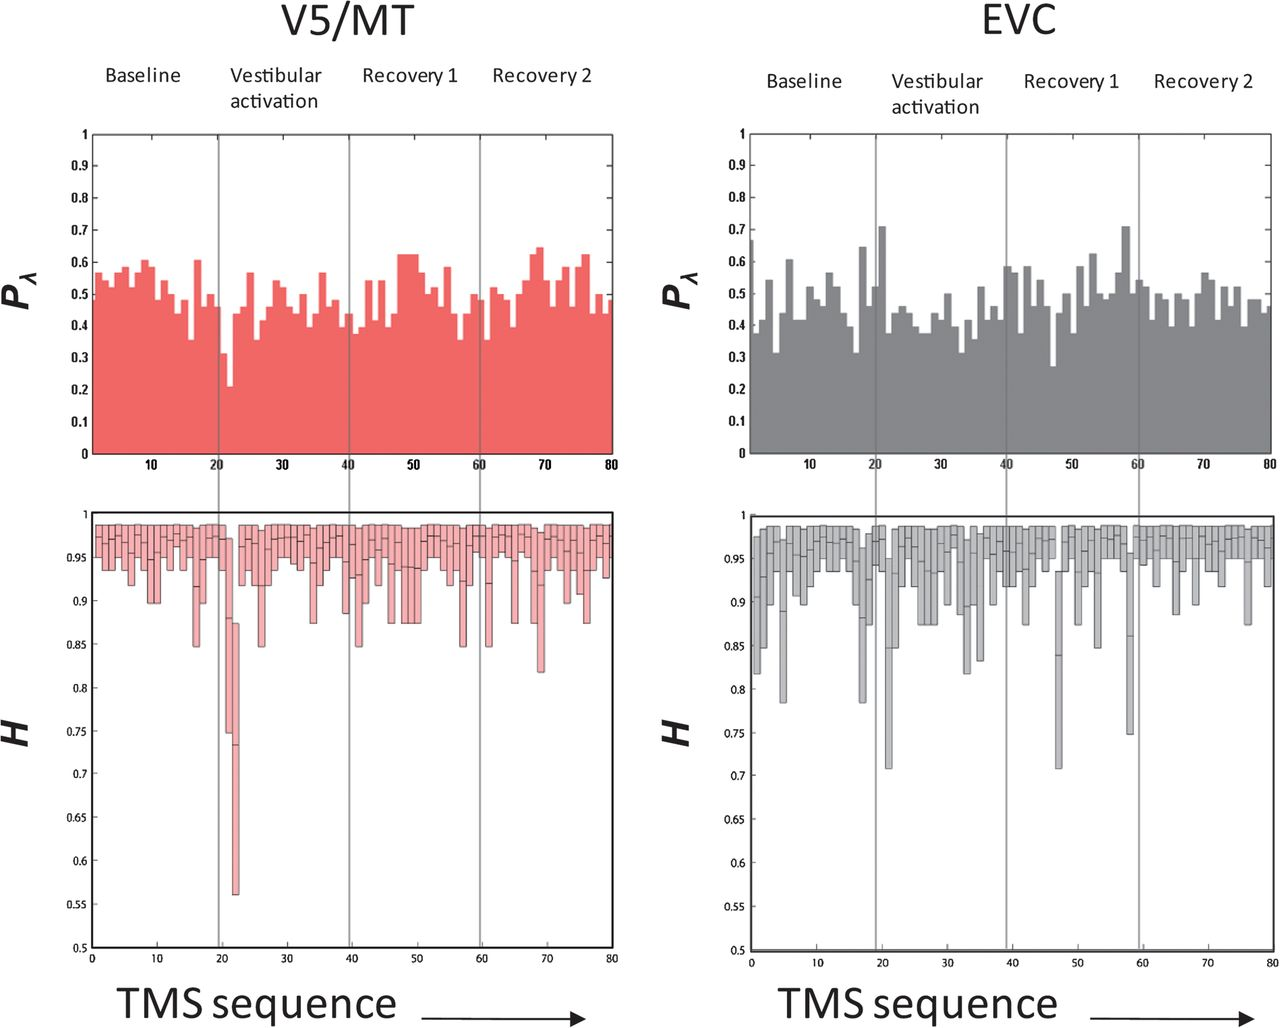 V5/MT
EVC
Baseline
Vestibular
activation
Recovery 1
Recovery 2
Baseline
Vestibular
activation
Recovery 1
Recovery 2
Pλ
1
0.9
0.8
0.7
0.6
0.5
0.4
0.3
0.2
0.1
0
10 20 30 40 50 60 70 80
Pλ
1
0.9
0.8
0.7
0.6
0.5
0.4
0.3
0.2
0.1
0
10 20 30 40 50 60 70 80
H
1
0.95
0.9
0.85
0.8
0.75
0.7
0.65
0.6
0.55
0.5
0 10 20 30 40 50 60 70 80
H
1
0.95
0.9
0.85
0.8
0.75
0.7
0.65
0.6
0.55
0.5
0 10 20 30 40 50 60 70 80
TMS sequence
TMS sequence